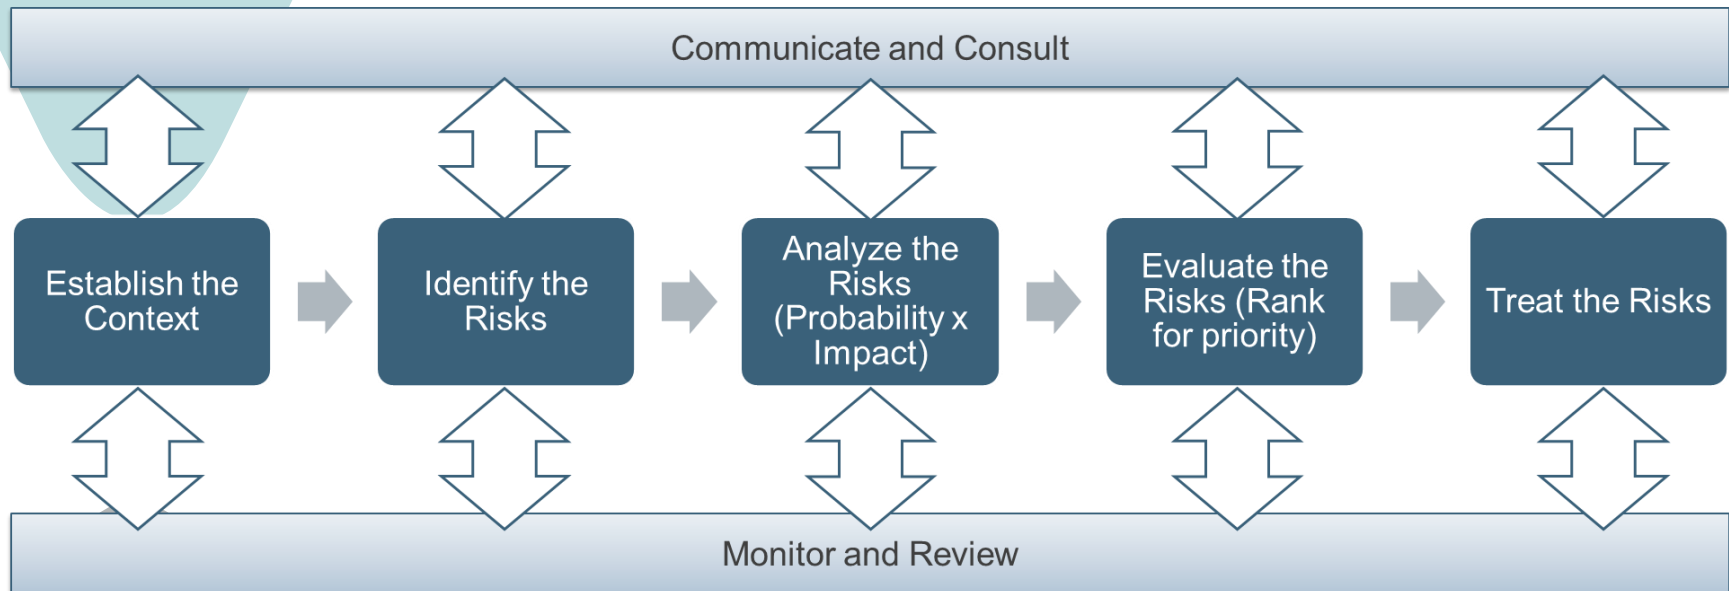 Communicate and Consult
Establish the
Context
Identify the
Risks
Analyze the
Risks
(Probability x
Impact)
Evaluate the
Risks (Rank
for priority)
Treat the Risks
Monitor and Review